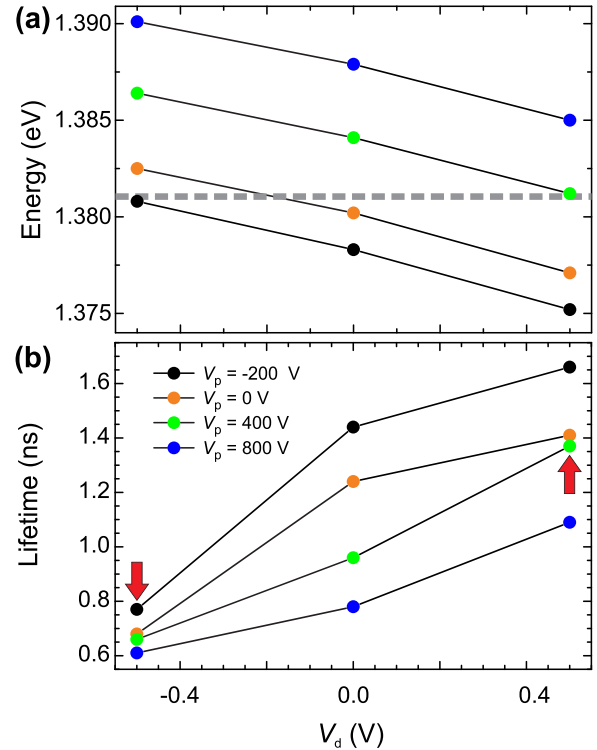 (a)
1.390
1.385
1.380
1.375
Energy (eV)
(b)
V_p = -200 V
V_p = 0 V
V_p = 400 V
V_p = 800 V
1.6
1.4
1.2
1.0
0.8
0.6
Lifetime (ns)
-0.4 0.0 0.4
V_d (V)